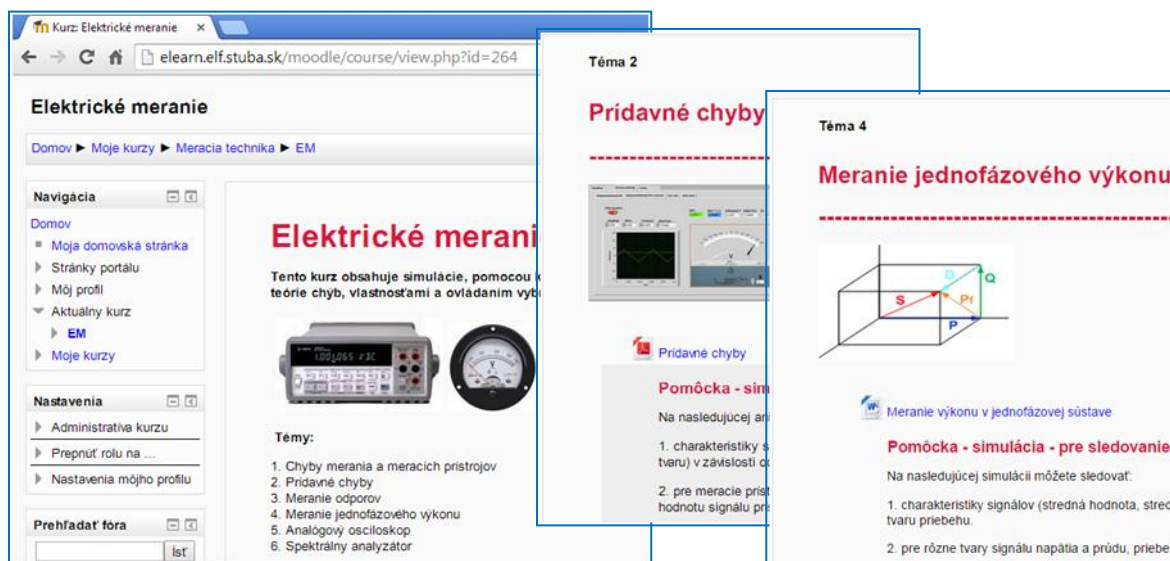 Kurz: Elektrické meranie
elearn.elf.stuba.sk/moodle/course/view.php?id=264
Elektrické meranie
Domov ► Moje kurzy ► Meracia technika ► EM
Navigácia
Domov
Moja domovská stránka
Stránky portálu
Môj profil
Aktuálny kurz
EM
Moje kurzy
Nastavenia
Administratíva kurzu
Prepnúť rolu na ...
Nastavenia môjho profilu
Prehľadať fóra
Ísť
Elektrické merani
Tento kurz obsahuje simulácie, pomocou
teórie chýb, vlastnosťami a ovládaním
Témy:
1. Chyby merania a meracích prístrojov
2. Prídavné chyby
3. Meranie odporov
4. Meranie jednofázového výkonu
5. Analógový osciloskop
6. Spektrálny analyzátor
Téma 2
Prídavné chyby
Prídavné chyby
Pomôcka - sim
Na nasledujúcej
1. charakteristiky
tvaru) v závislosti
2. pre meracie príst
hodnotu signálu
Téma 4
Meranie jednofázového výkonu
S
D
Q
Pf
P
Meranie výkonu v jednofázovej sústave
Pomôcka - simulácia - pre sledovanie
Na nasledujúcej simulácii môžete sledovať:
1. charakteristiky signálov (stredná hodnota, stred
tvaru priebehu.
2. pre rôzne tvary signálu napätia a prúdu, priebe